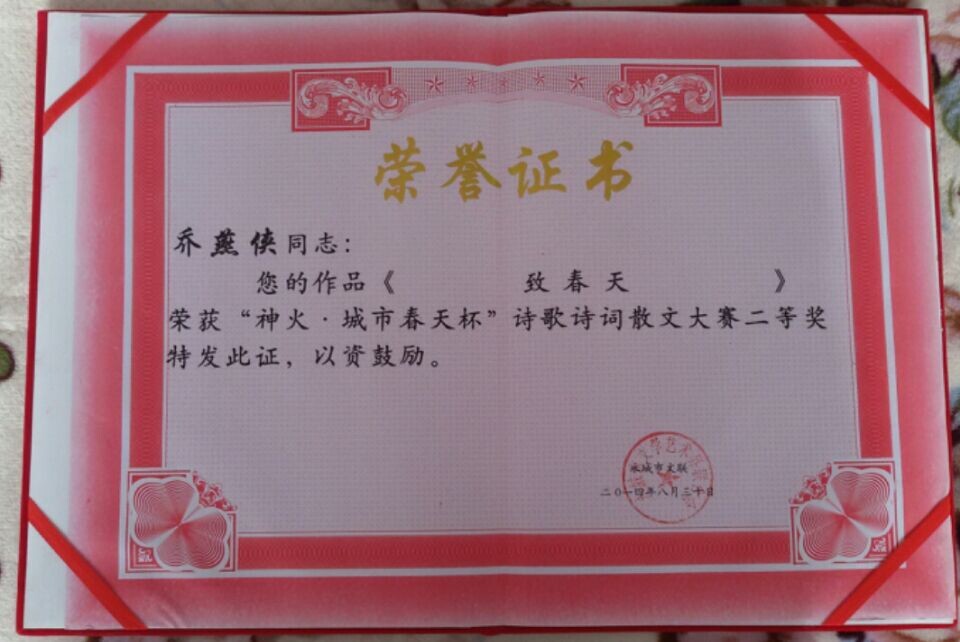 荣誉证书
乔燕侠同志：
您的作品《 致春天 》
荣获“神火·城市春天杯”诗歌诗词散文大赛二等奖
特发此证，以资鼓励。
永城市文联
二〇一四年八月三十日